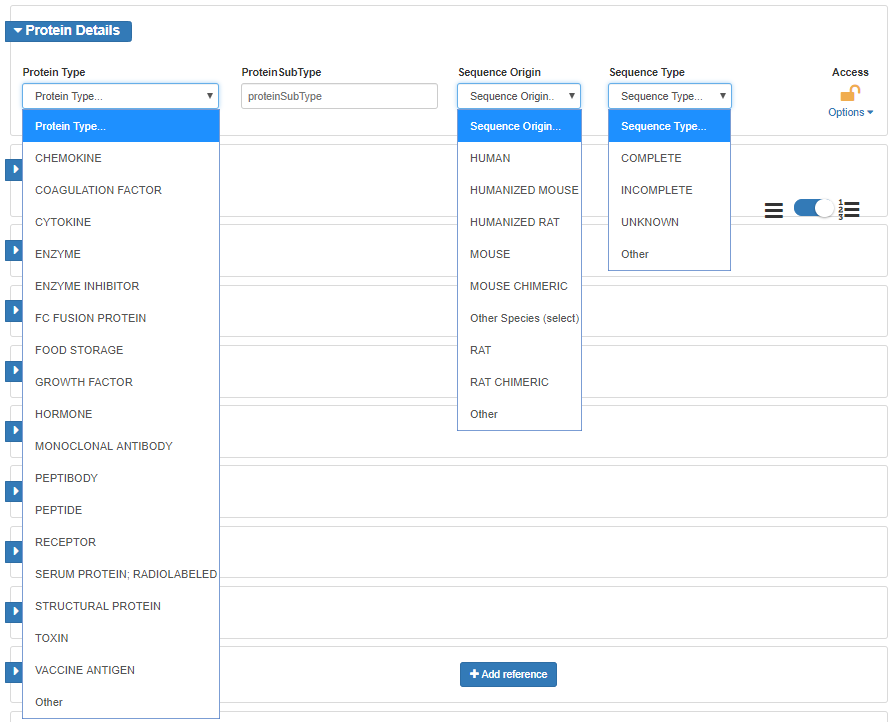 Protein Details
Protein Type
ProteinSubType
Sequence Origin
Sequence Type
Access
Protein Type...
proteinSubType
Sequence Origin..
Sequence Type...
Options
Protein Type...
CHEMOKINE
COAGULATION FACTOR
CYTOKINE
ENZYME
ENZYME INHIBITOR
FC FUSION PROTEIN
FOOD STORAGE
GROWTH FACTOR
HORMONE
MONOCLONAL ANTIBODY
PEPTIBODY
PEPTIDE
RECEPTOR
SERUM PROTEIN; RADIOLABELED
STRUCTURAL PROTEIN
TOXIN
VACCINE ANTIGEN
Other
Sequence Origin...
HUMAN
HUMANIZED MOUSE
HUMANIZED RAT
MOUSE
MOUSE CHIMERIC
Other Species (select)
RAT
RAT CHIMERIC
Other
Sequence Type...
COMPLETE
INCOMPLETE
UNKNOWN
Other
1
2
3
Add reference